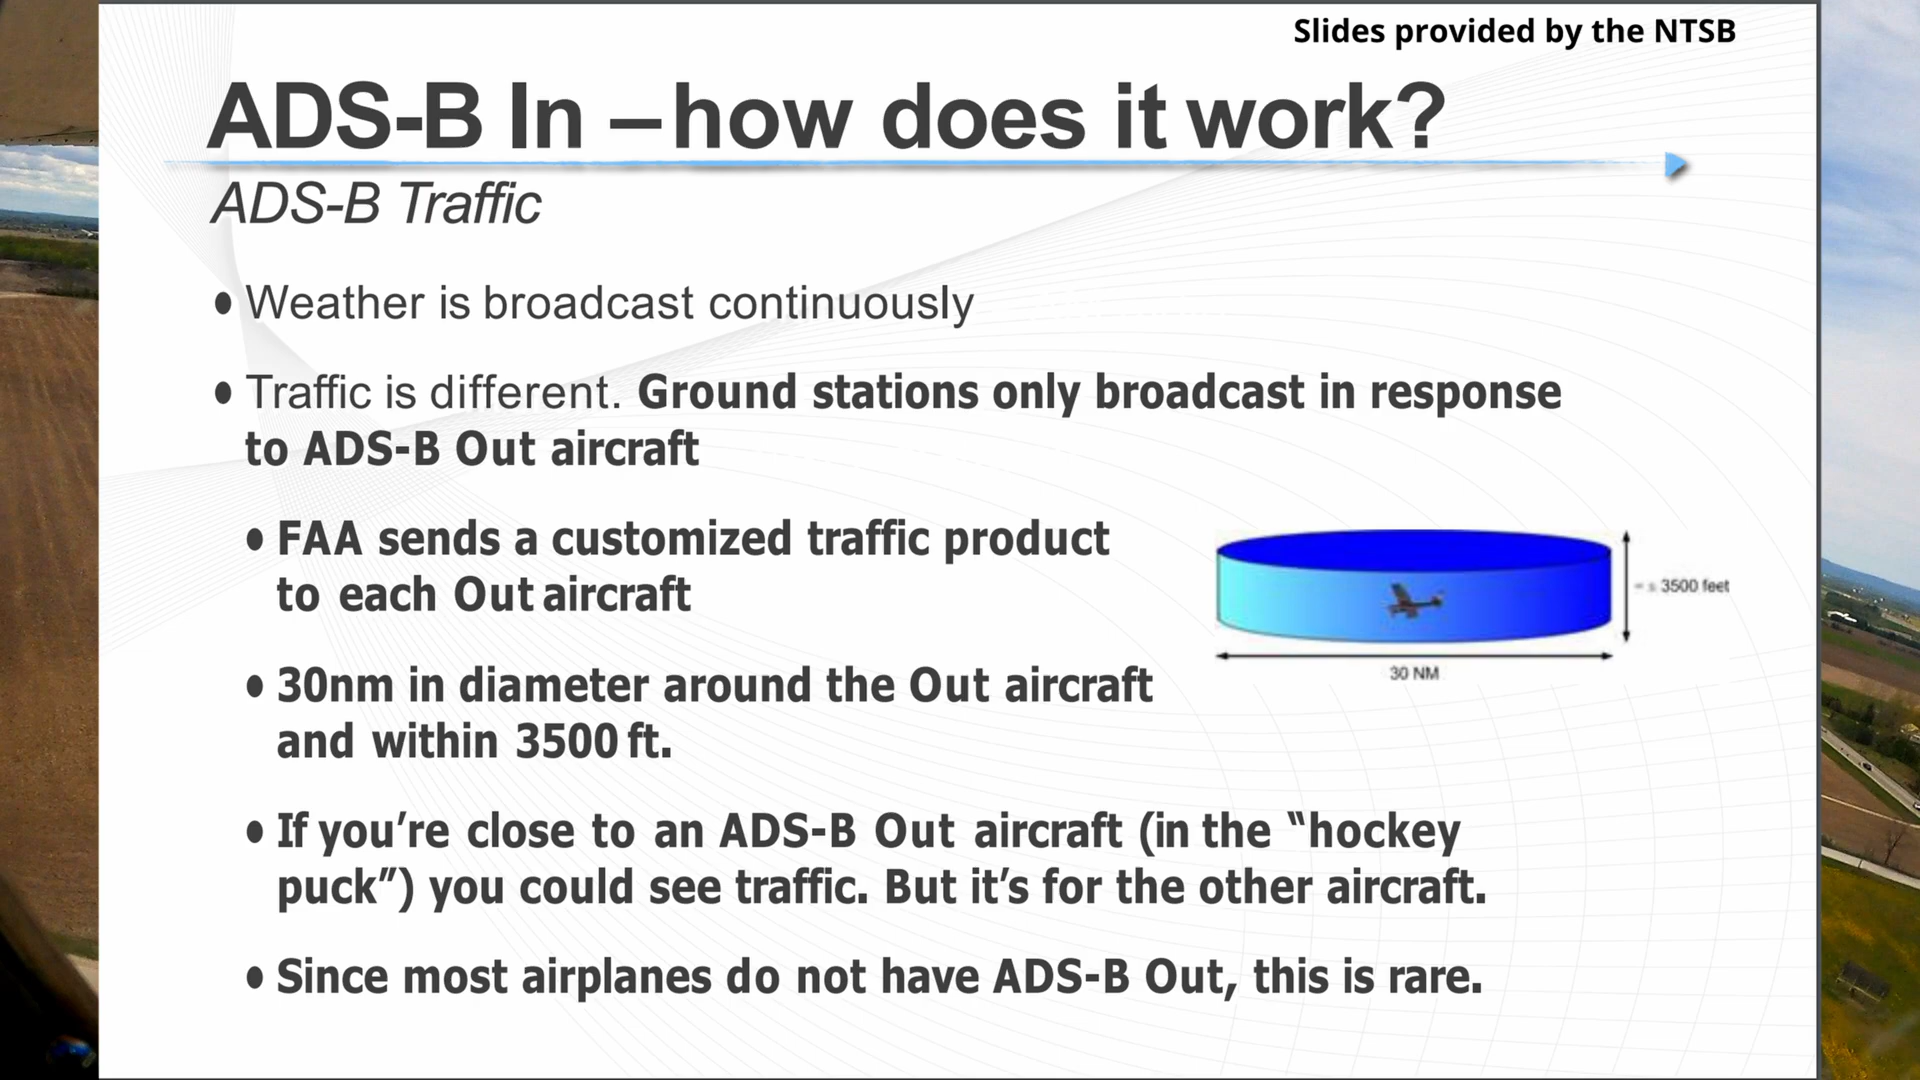 Slides provided by the NTSB
ADS-B In – how does it work?
ADS-B Traffic
• Weather is broadcast continuously
• Traffic is different. Ground stations only broadcast in response
to ADS-B Out aircraft
• FAA sends a customized traffic product
to each Out aircraft
3500 feet
• 30nm in diameter around the Out aircraft
and within 3500 ft.
30 NM
• If you’re close to an ADS-B Out aircraft (in the “hockey
puck”) you could see traffic. But it’s for the other aircraft.
• Since most airplanes do not have ADS-B Out, this is rare.